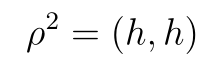 ρ² = (h, h)